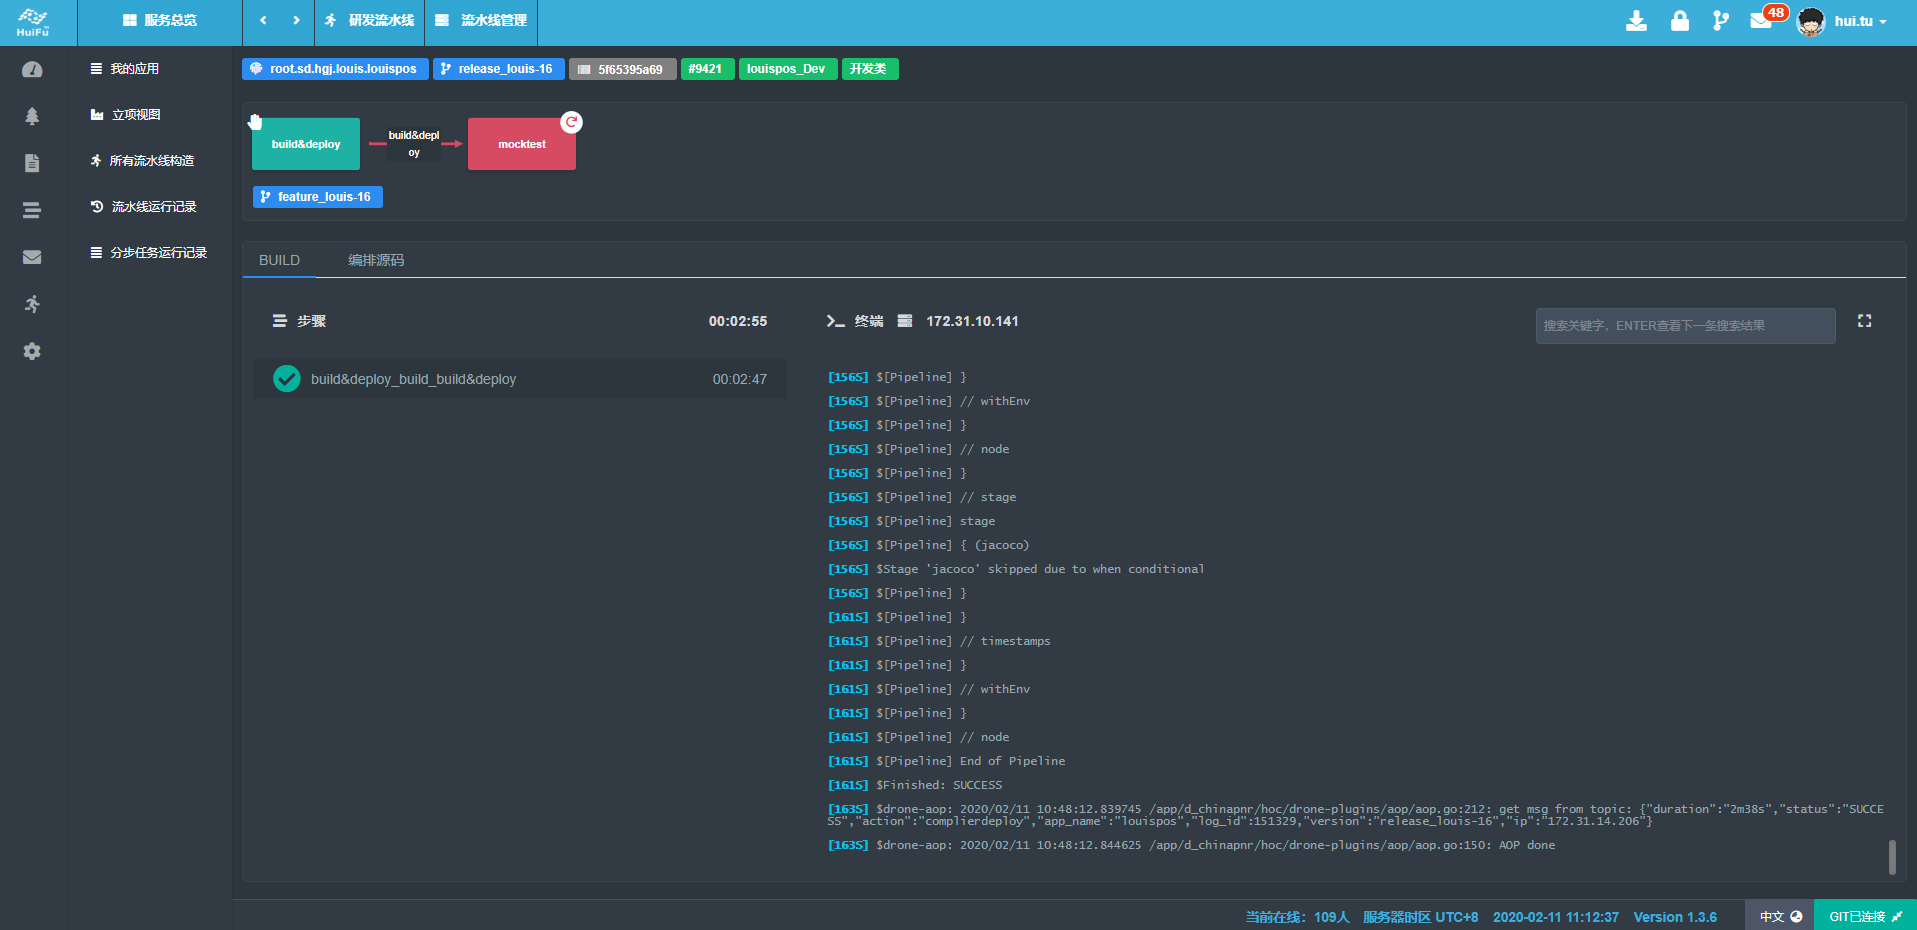 HuiFu
服务总览
研发流水线
流水线管理
48
hui.tu
我的应用
立项视图
所有流水线构造
流水线运行记录
分步任务运行记录
root.sd.hgj.louis.louispos
release_louis-16
5f65395a69
#9421
louispos_Dev
开发类
build&deploy
build&depl
oy
mocktest
feature_louis-16
BUILD
编排源码
步骤
00:02:55
终端
172.31.10.141
搜索关键字，ENTER查看下一条搜索结果
build&deploy_build_build&deploy
00:02:47
[156S] $[Pipeline] }
[156S] $[Pipeline] // withEnv
[156S] $[Pipeline] }
[156S] $[Pipeline] // node
[156S] $[Pipeline] }
[156S] $[Pipeline] // stage
[156S] $[Pipeline] stage
[156S] $[Pipeline] { (jacoco)
[156S] $Stage 'jacoco' skipped due to when conditional
[156S] $[Pipeline] }
[161S] $[Pipeline] }
[161S] $[Pipeline] // timestamps
[161S] $[Pipeline] }
[161S] $[Pipeline] // withEnv
[161S] $[Pipeline] }
[161S] $[Pipeline] // node
[161S] $[Pipeline] End of Pipeline
[161S] $Finished: SUCCESS
[163S] $drone-aop: 2020/02/11 10:48:12.839745 /app/d_chinapnr/hoc/drone-plugins/aop/aop.go:212: get msg from topic: {"duration":"2m38s","status":"SUCCE
SS","action":"complierdeploy","app_name":"louispos","log_id":151329,"version":"release_louis-16","ip":"172.31.14.206"}
[163S] $drone-aop: 2020/02/11 10:48:12.844625 /app/d_chinapnr/hoc/drone-plugins/aop/aop.go:150: AOP done
当前在线：109人
服务器时区 UTC+8
2020-02-11 11:12:37
Version 1.3.6
中文
GIT已连接